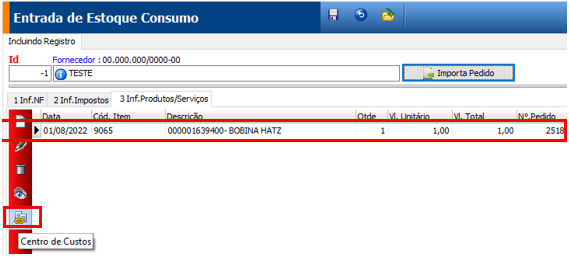 Entrada de Estoque Consumo
Incluindo Registro
Id Fornecedor : 00.000.000/0000-00
-1 TESTE Importa Pedido
1 Inf.NF 2 Inf.Impostos 3 Inf.Produtos/Serviços
Data Cód. Item Descrição Qtde Vl. Unitário Vl. Total Nº.Pedido
01/08/2022 9065 000001639400- BOBINA HATZ 1 1,00 1,00 2518
Centro de Custos